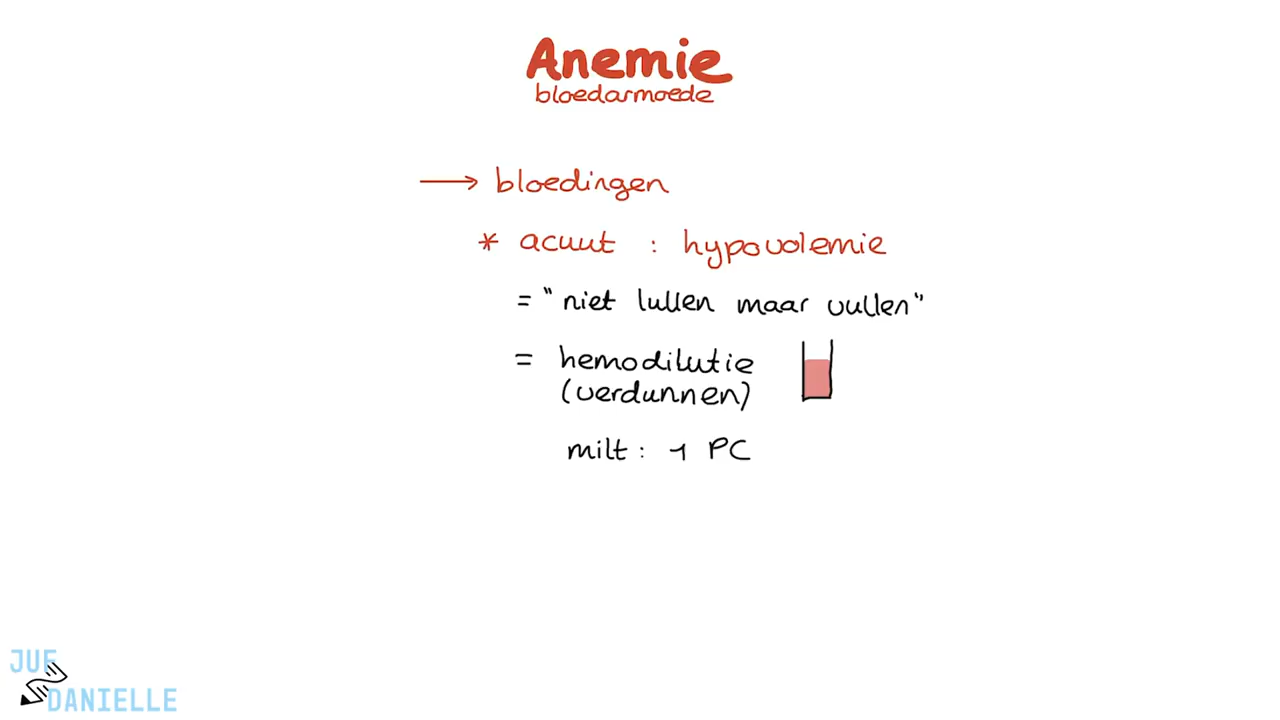 Anemie
bloedarmoede
→ bloedingen
* acuut : hypovolemie
= "niet lullen maar vullen"
= hemodilutie
(verdunnen)
milt : 1 PC
JUF
DANIELLE